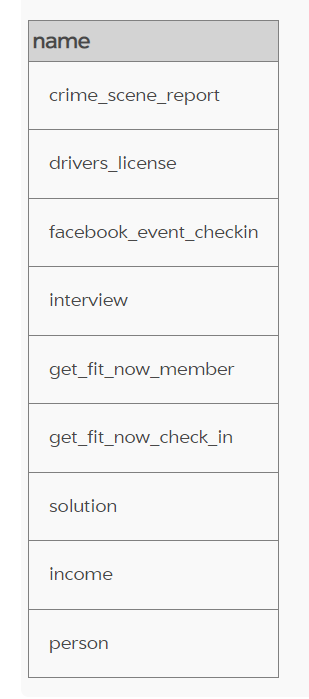 name
crime_scene_report
drivers_license
facebook_event_checkin
interview
get_fit_now_member
get_fit_now_check_in
solution
income
person